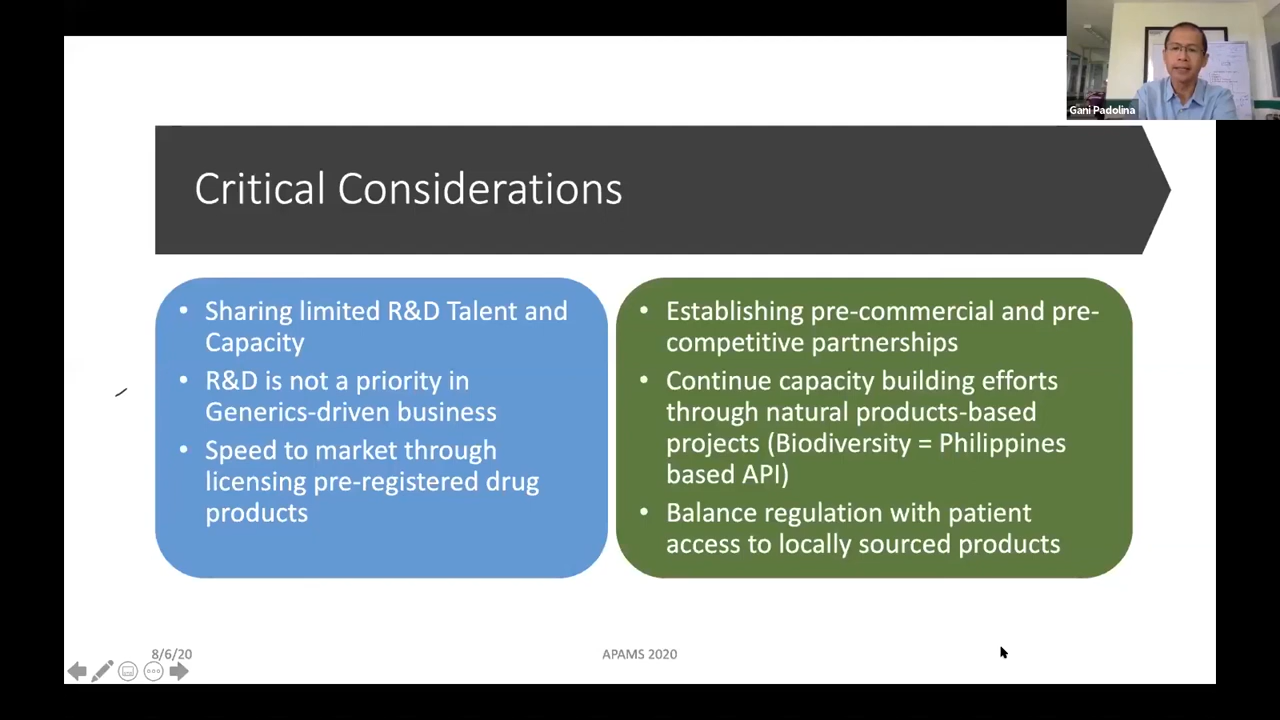 Gani Padolina
Critical Considerations
• Sharing limited R&D Talent and
Capacity
• R&D is not a priority in
Generics-driven business
• Speed to market through
licensing pre-registered drug
products
• Establishing pre-commercial and pre-
competitive partnerships
• Continue capacity building efforts
through natural products-based
projects (Biodiversity = Philippines
based API)
• Balance regulation with patient
access to locally sourced products
8/6/20
APAMS 2020